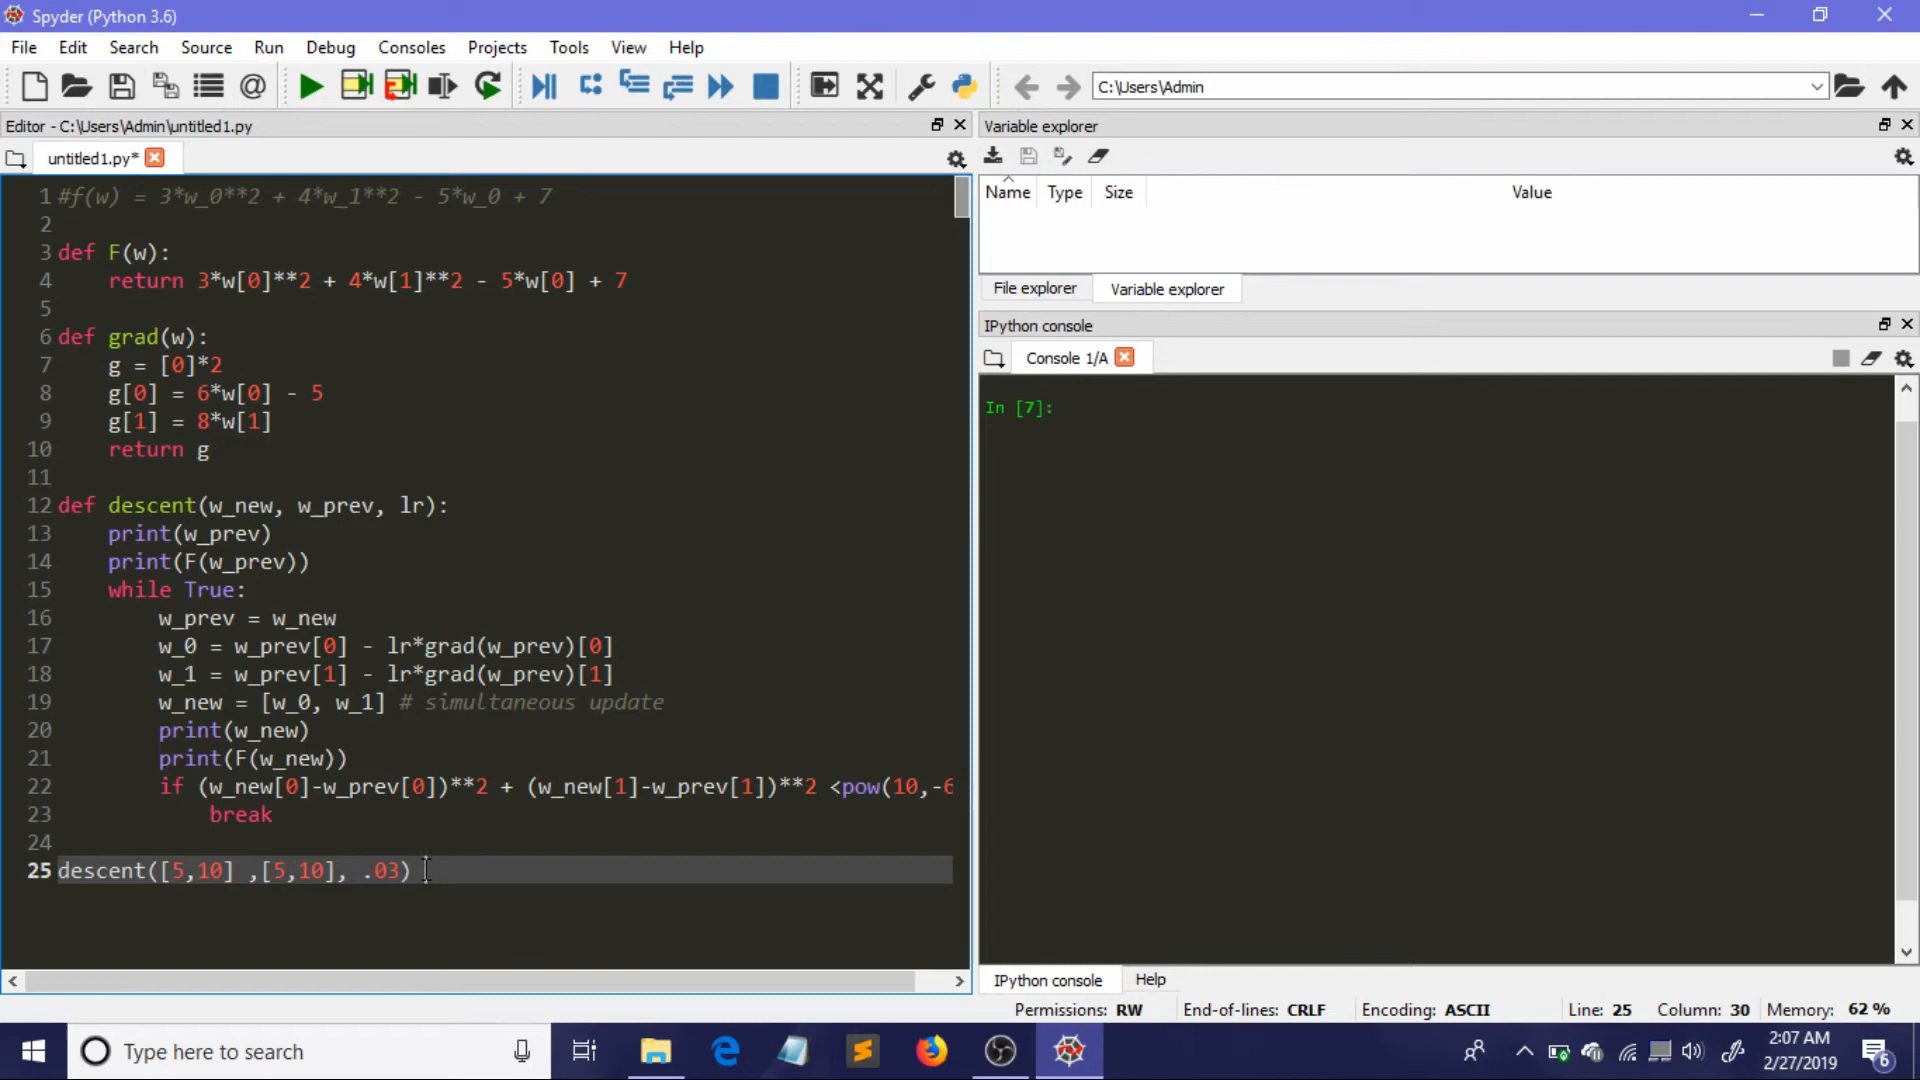 Spyder (Python 3.6)
File Edit Search Source Run Debug Consoles Projects Tools View Help
C:\Users\Admin
Editor - C:\Users\Admin\untitled1.py
untitled1.py*
1 #f(w) = 3*w_0**2 + 4*w_1**2 - 5*w_0 + 7
2
3 def F(w):
4     return 3*w[0]**2 + 4*w[1]**2 - 5*w[0] + 7
5
6 def grad(w):
7     g = [0]*2
8     g[0] = 6*w[0] - 5
9     g[1] = 8*w[1]
10     return g
11
12 def descent(w_new, w_prev, lr):
13     print(w_prev)
14     print(F(w_prev))
15     while True:
16         w_prev = w_new
17         w_0 = w_prev[0] - lr*grad(w_prev)[0]
18         w_1 = w_prev[1] - lr*grad(w_prev)[1]
19         w_new = [w_0, w_1] # simultaneous update
20         print(w_new)
21         print(F(w_new))
22         if (w_new[0]-w_prev[0])**2 + (w_new[1]-w_prev[1])**2 <pow(10,-6
23             break
24
25 descent([5,10] ,[5,10], .03)
Variable explorer
Name Type Size Value
File explorer Variable explorer
IPython console
Console 1/A
In [7]:
IPython console Help
Permissions: RW End-of-lines: CRLF Encoding: ASCII Line: 25 Column: 30 Memory: 62 %
Type here to search
2:07 AM
2/27/2019
6